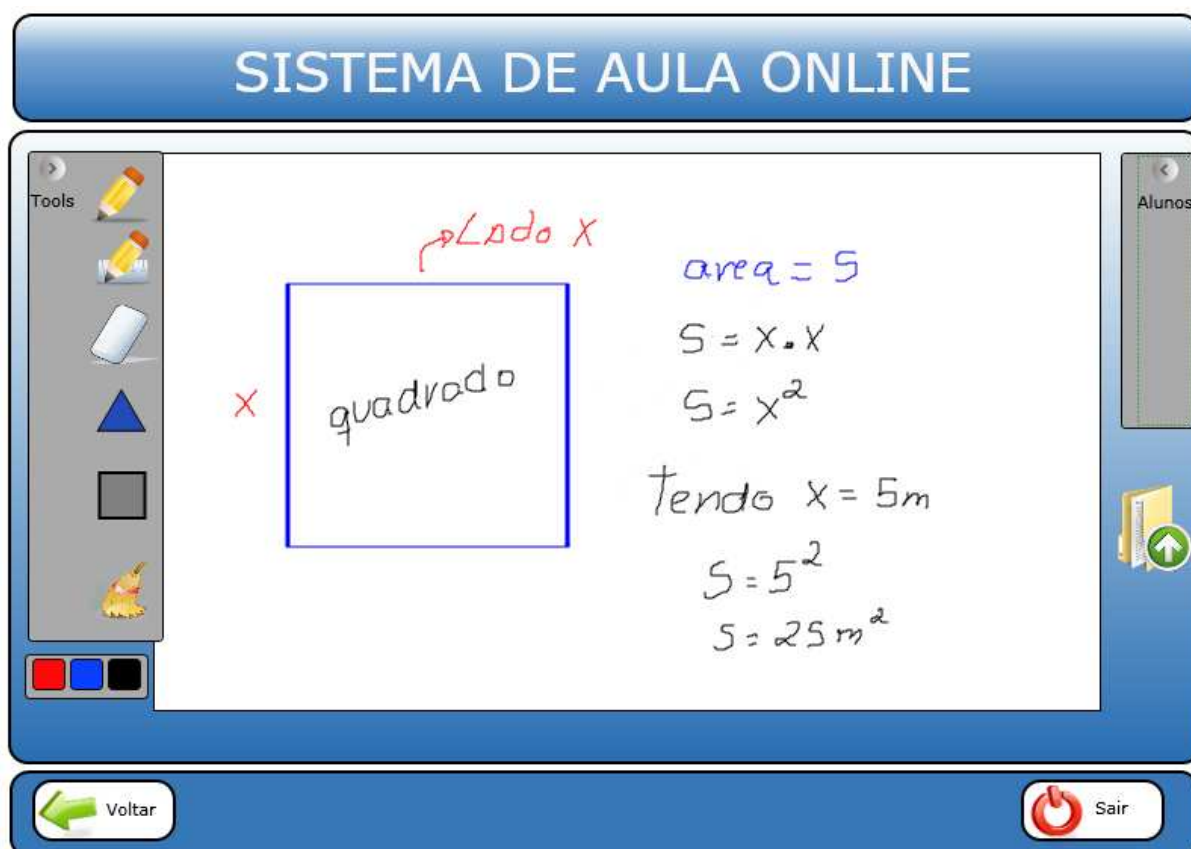 SISTEMA DE AULA ONLINE
Tools
Alunos
Lado X
area = S
S = X . X
S = X²
X
quadrado
Tendo X = 5m
S = 5²
S = 25m²
Voltar
Sair